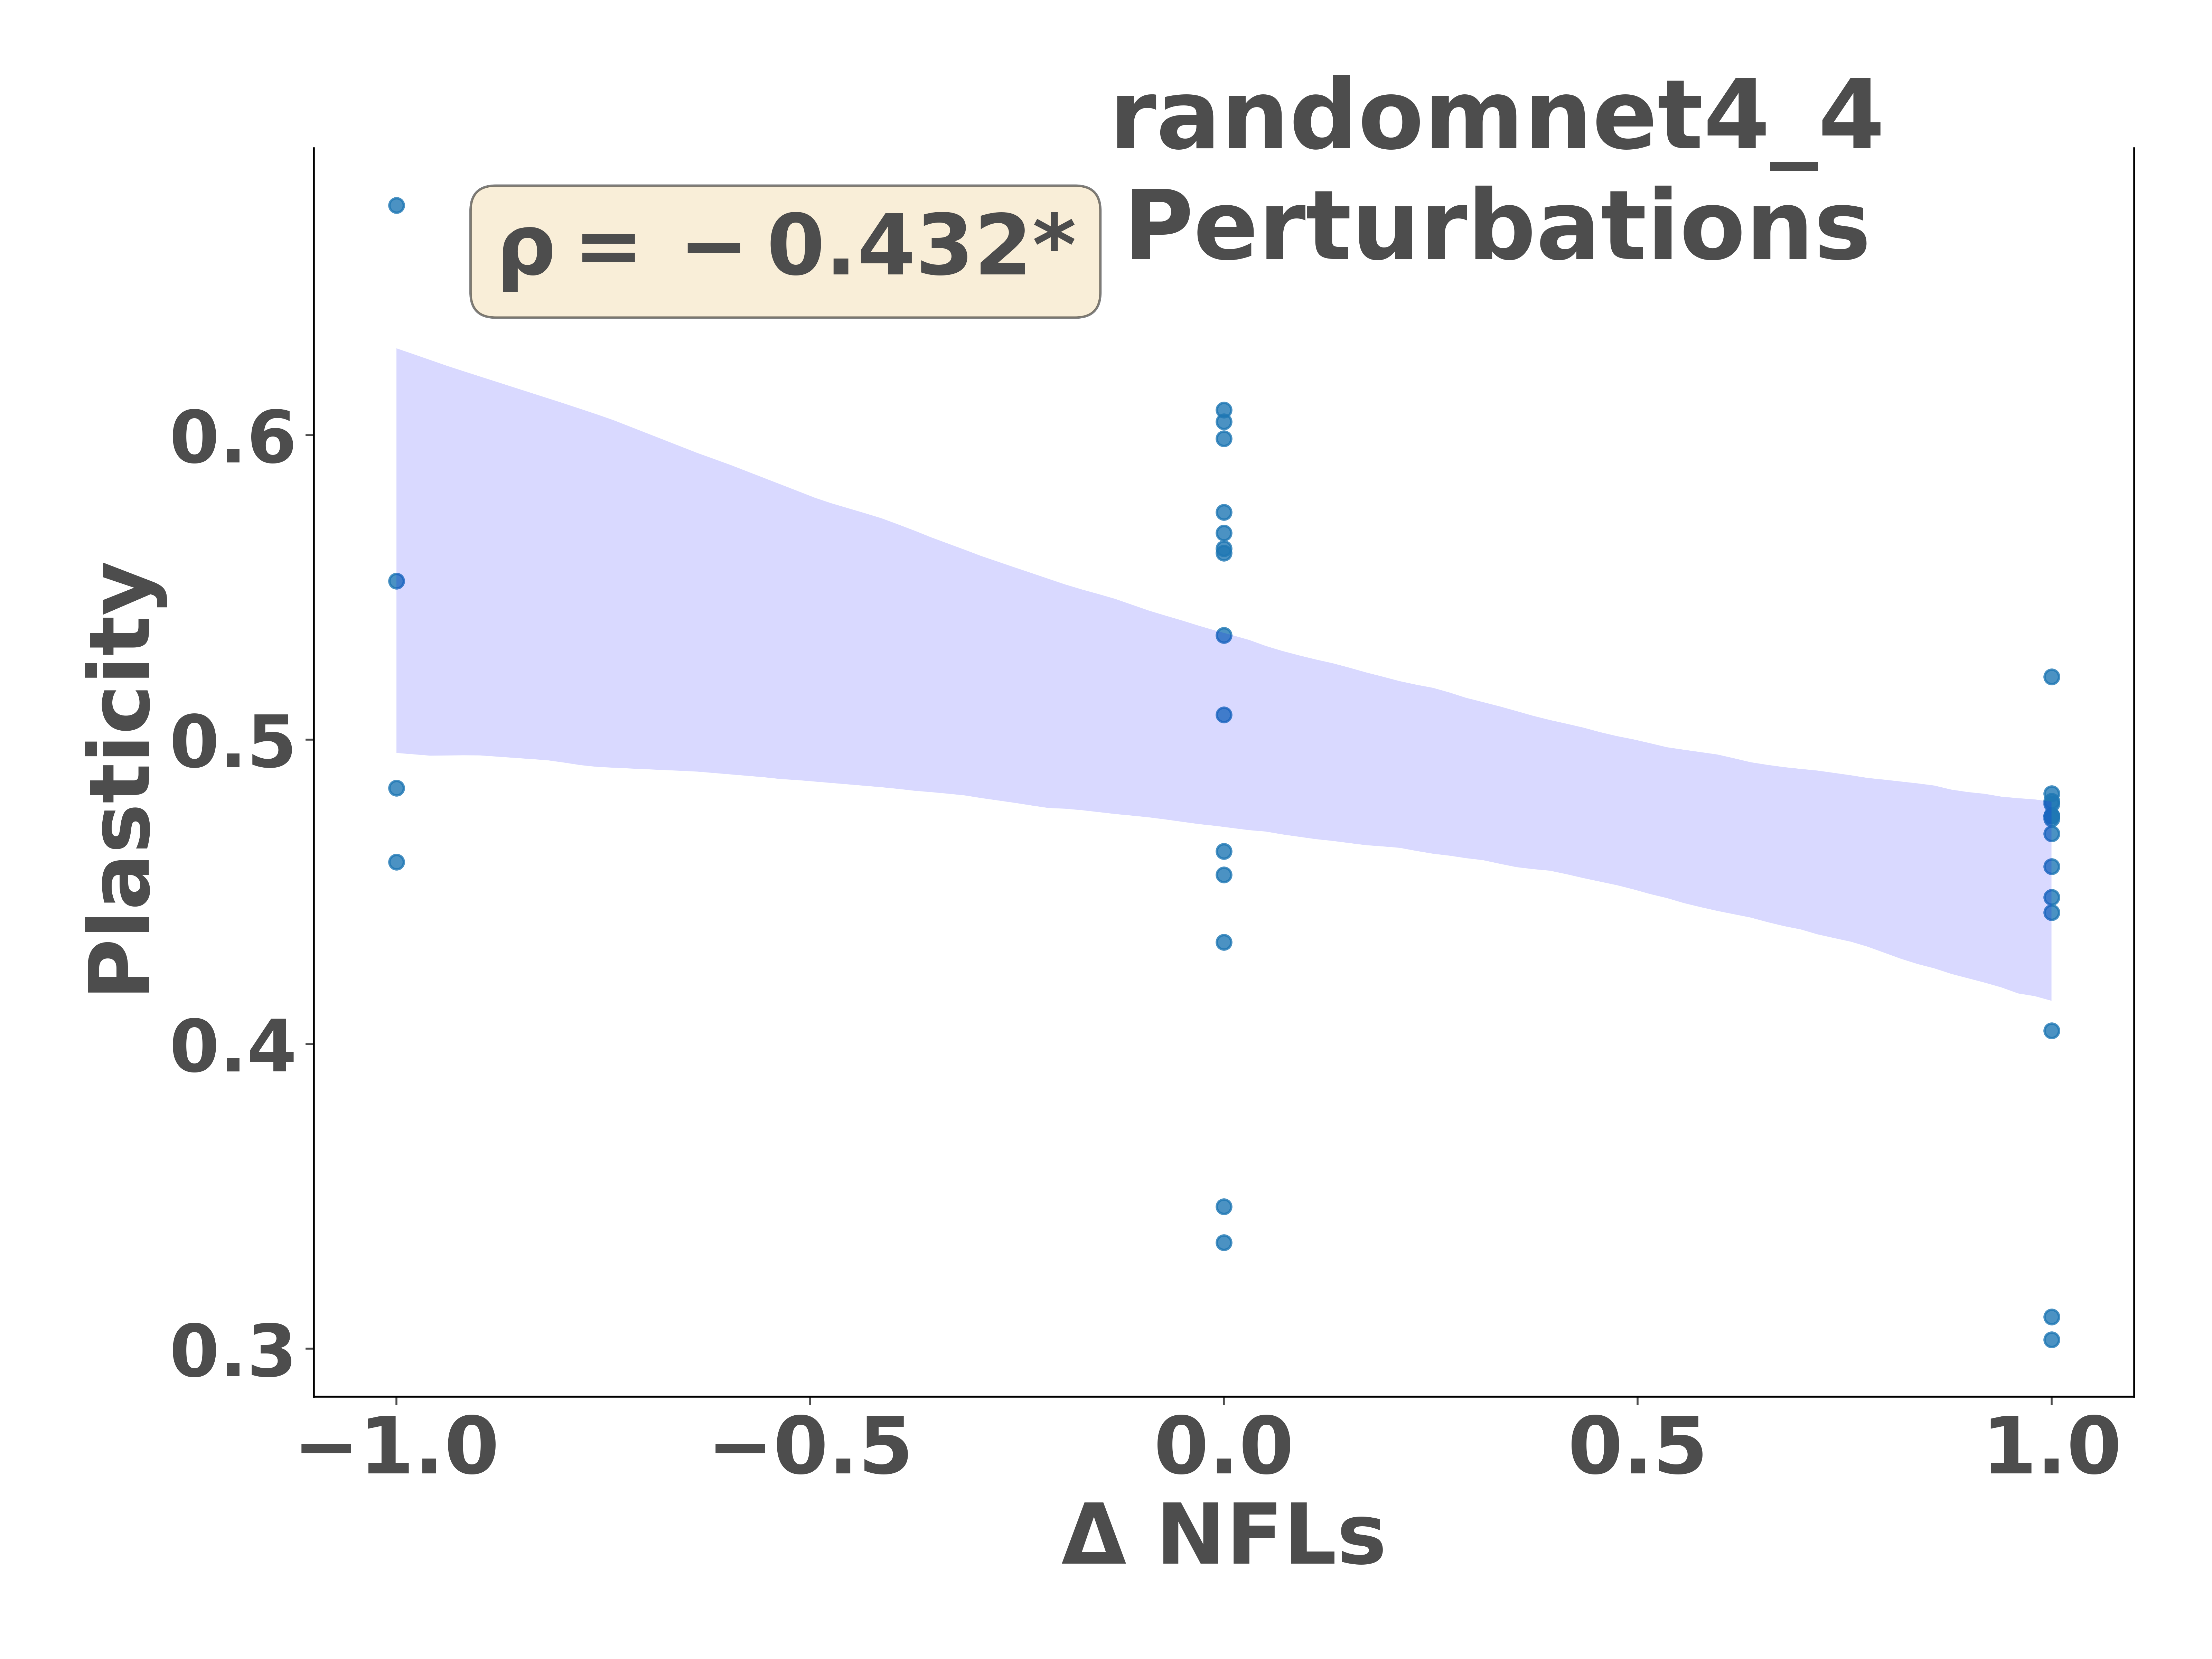 randomnet4_4
Perturbations
ρ = − 0.432*
Plasticity
0.6
0.5
0.4
0.3
−1.0
−0.5
0.0
0.5
1.0
Δ NFLs